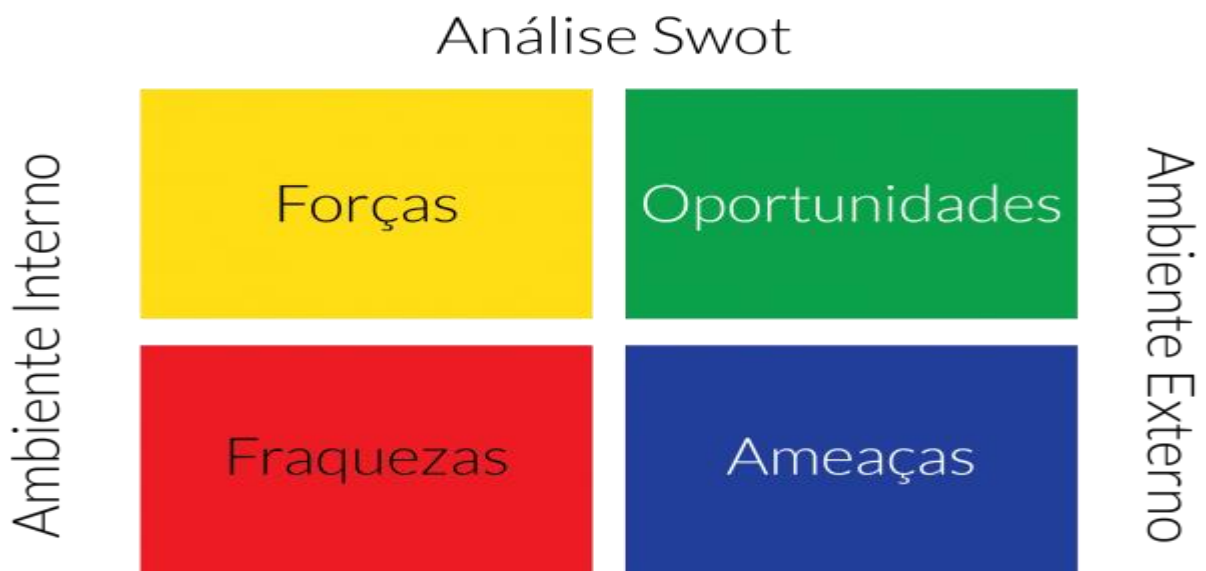 Análise Swot
Ambiente Interno
Forças
Oportunidades
Fraquezas
Ameaças
Ambiente Externo